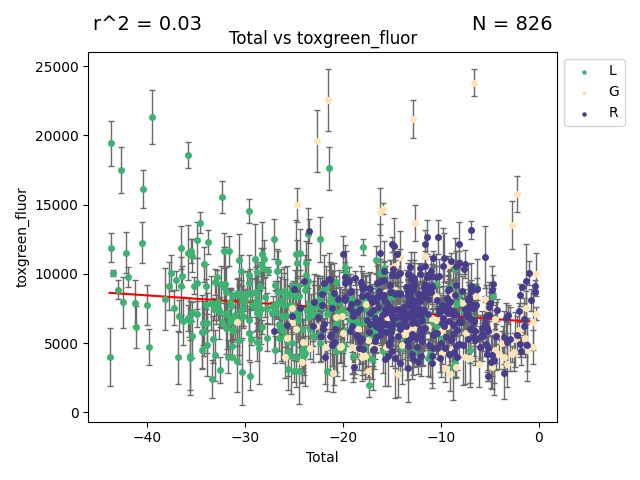 r^2 = 0.03
N = 826
Total vs toxgreen_fluor
25000
20000
15000
10000
5000
0
toxgreen_fluor
−40
−30
−20
−10
0
Total
L
G
R